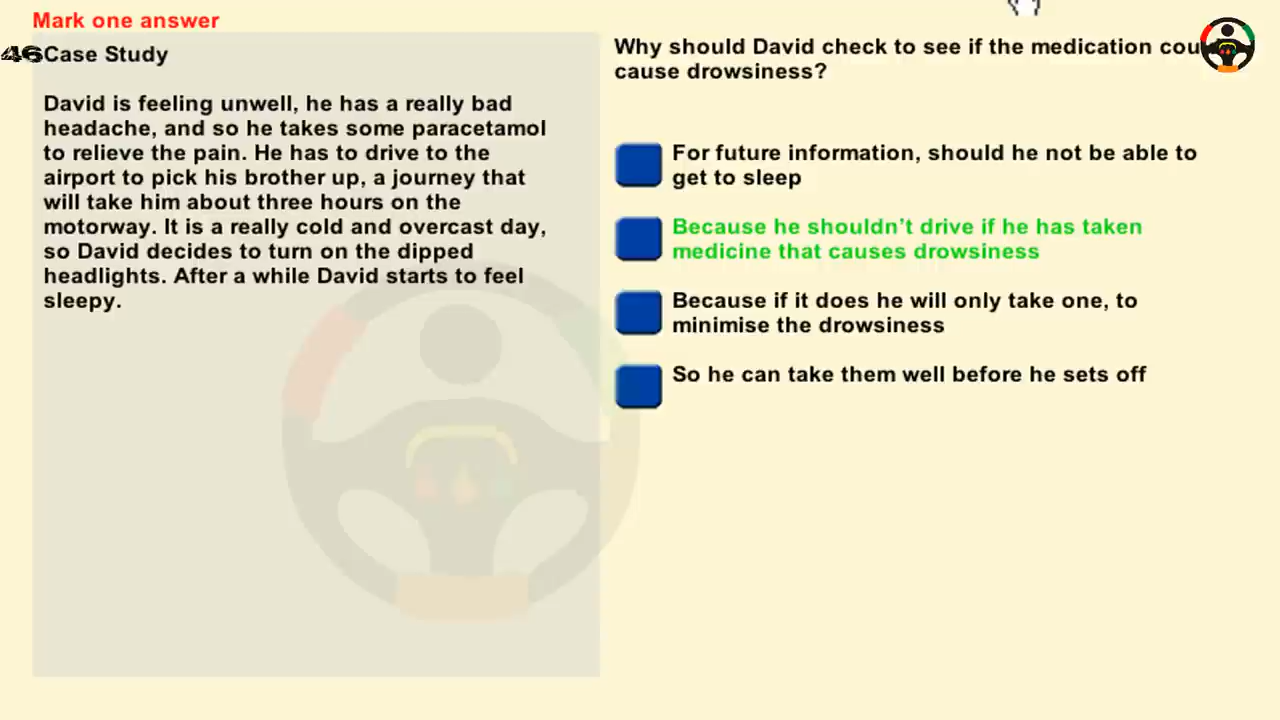 Mark one answer
46 Case Study
David is feeling unwell, he has a really bad
headache, and so he takes some paracetamol
to relieve the pain. He has to drive to the
airport to pick his brother up, a journey that
will take him about three hours on the
motorway. It is a really cold and overcast day,
so David decides to turn on the dipped
headlights. After a while David starts to feel
sleepy.
Why should David check to see if the medication cou
cause drowsiness?
For future information, should he not be able to
get to sleep
Because he shouldn’t drive if he has taken
medicine that causes drowsiness
Because if it does he will only take one, to
minimise the drowsiness
So he can take them well before he sets off